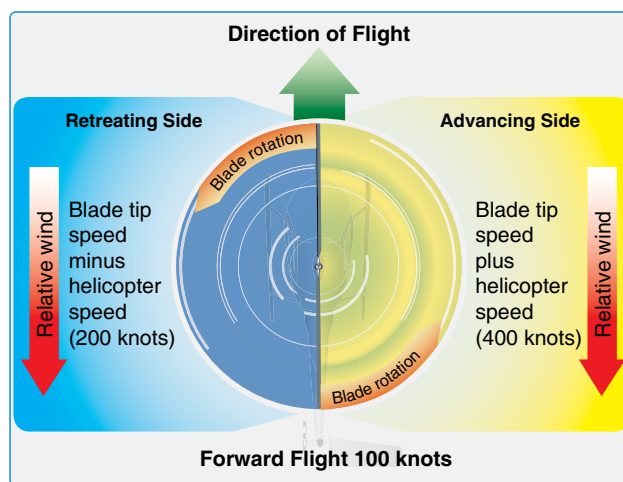 Direction of Flight
Retreating Side
Advancing Side
Blade rotation
Relative wind
Blade tip
speed
minus
helicopter
speed
(200 knots)
Blade tip
speed
plus
helicopter
speed
(400 knots)
Relative wind
Blade rotation
Forward Flight 100 knots